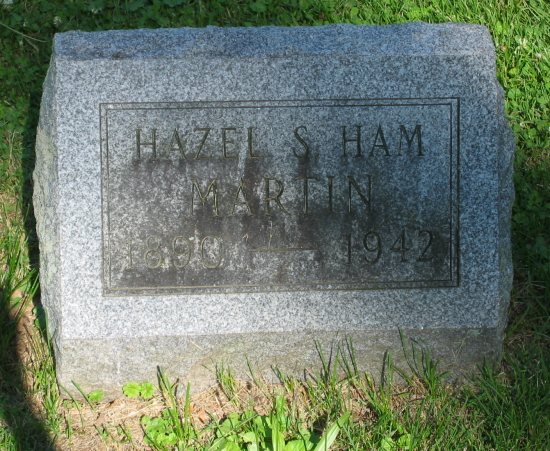 HAZEL S. HAM
MARTIN
1890 — 1942